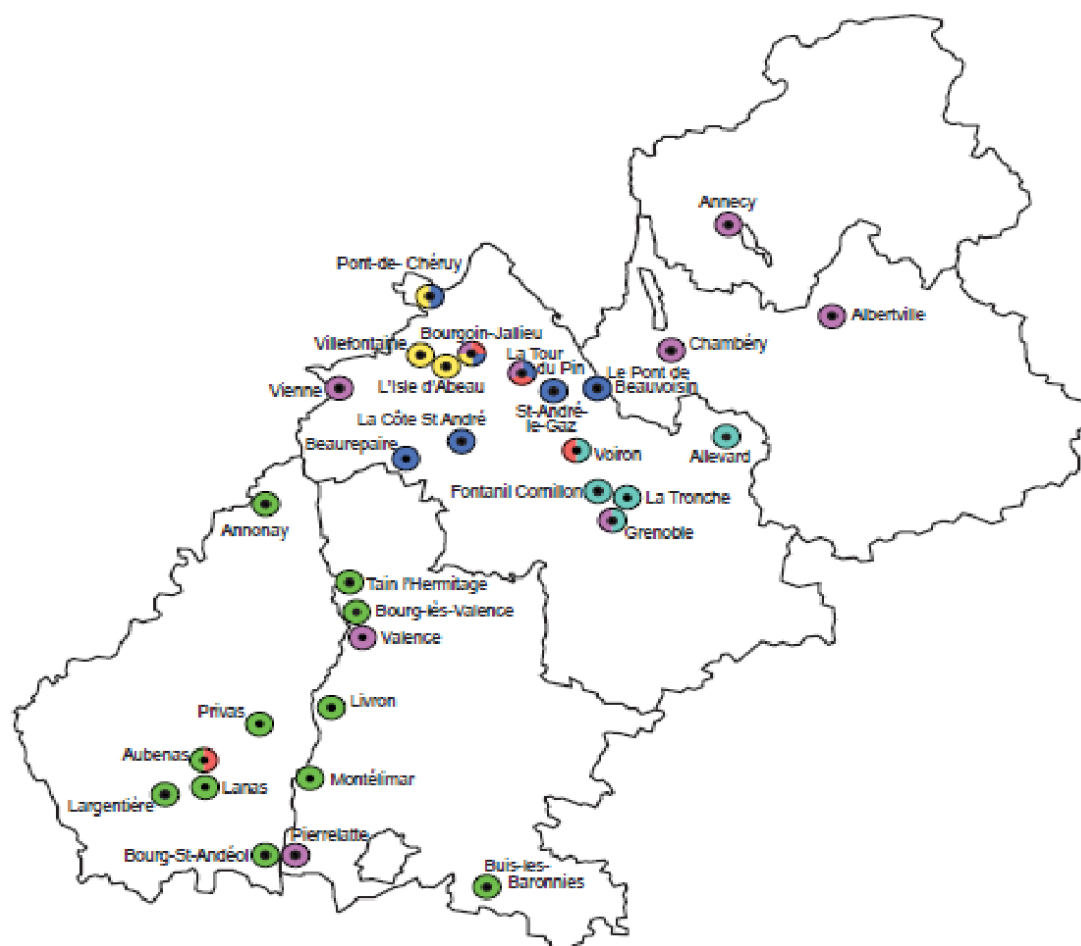 Annecy
Pont-de- Chéruy
Albertville
Bourgoin-Jallieu
Villefontaine
Chambéry
La Tour
du Pin
Le Pont de
Beauvoisin
L'Isle d'Abeau
Vienne
St-André-
le-Gaz
La Côte St André
Beaurepaire
Voiron
Allevard
Fontanil Cornillon
La Tronche
Grenoble
Annonay
Tain l'Hermitage
Bourg-lès-Valence
Valence
Livron
Privas
Aubenas
Lanas
Montélimar
Largentière
Pierrelatte
Bourg-St-Andéol
Buis-les-
Baronnies